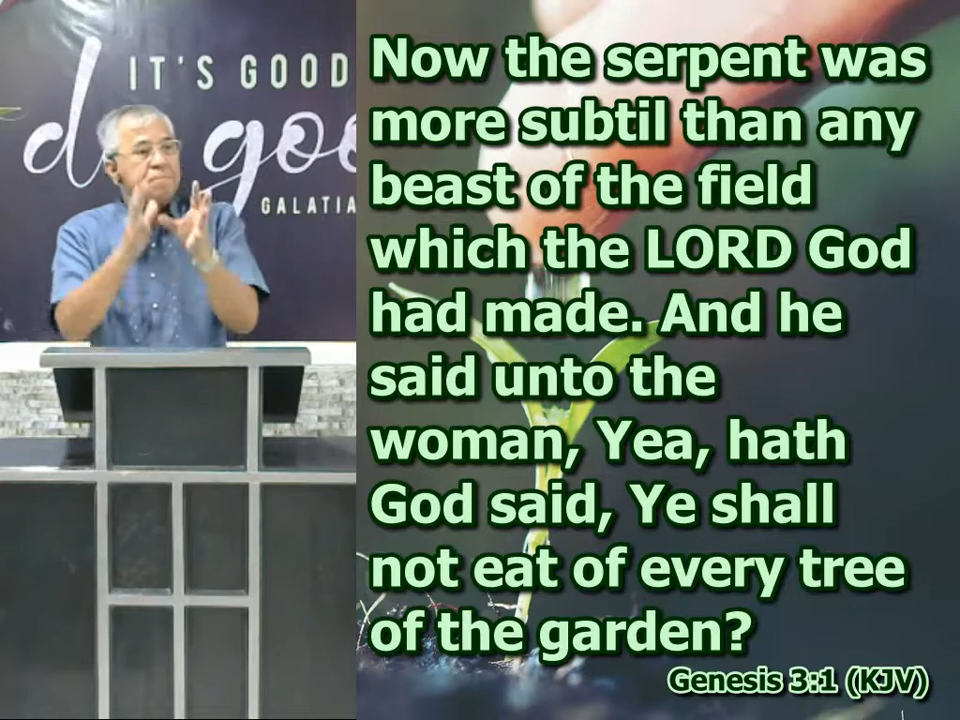 IT'S GOOD
d goo
GALATIA
Now the serpent was
more subtil than any
beast of the field
which the LORD God
had made. And he
said unto the
woman, Yea, hath
God said, Ye shall
not eat of every tree
of the garden?
Genesis 3:1 (KJV)